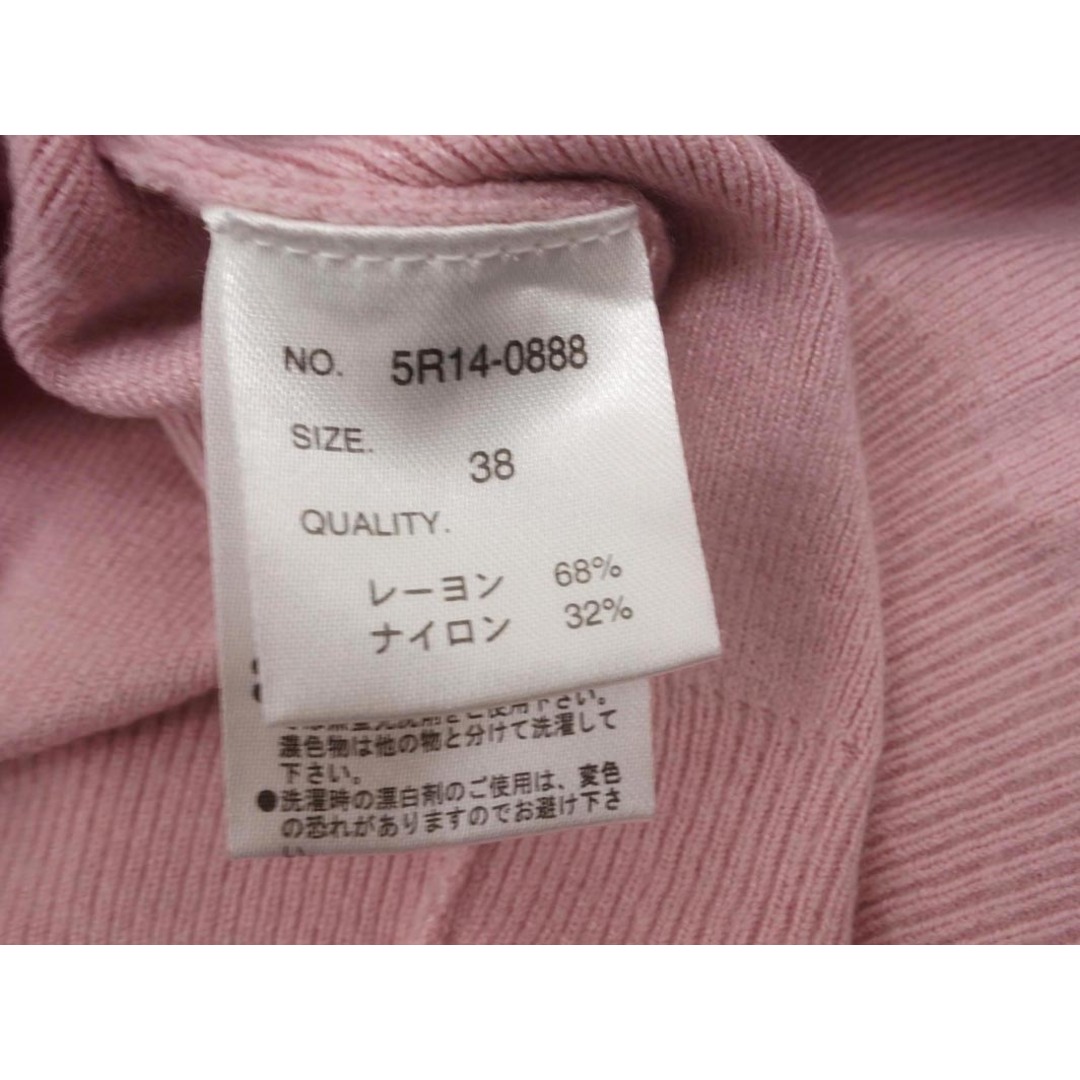 NO. 5R14-0888
SIZE. 38
QUALITY.
レーヨン 68%
ナイロン 32%
濃色物は他の物と分けて洗濯して
下さい。
●洗濯時の漂白剤のご使用は、変色
の恐れがありますのでお避け下さ
い